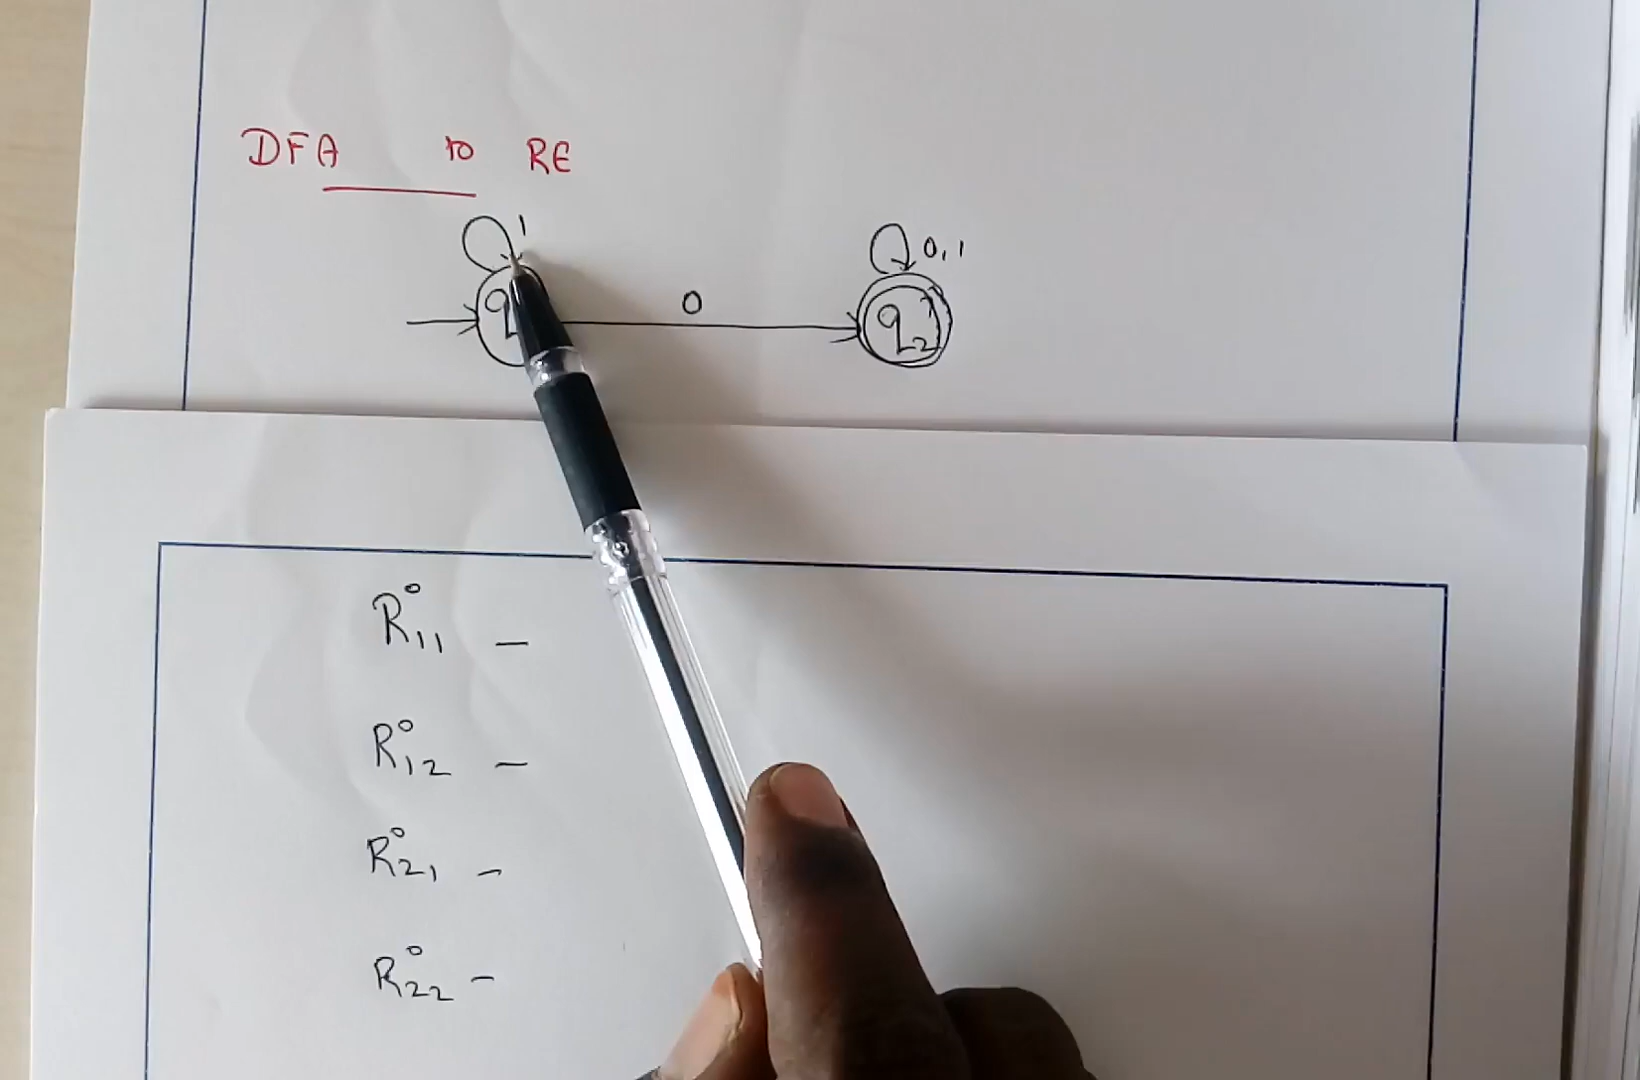 DFA to RE
1
0,1
0
q
q2
R⁰11 –
R⁰12 –
R⁰21 –
R⁰22 –